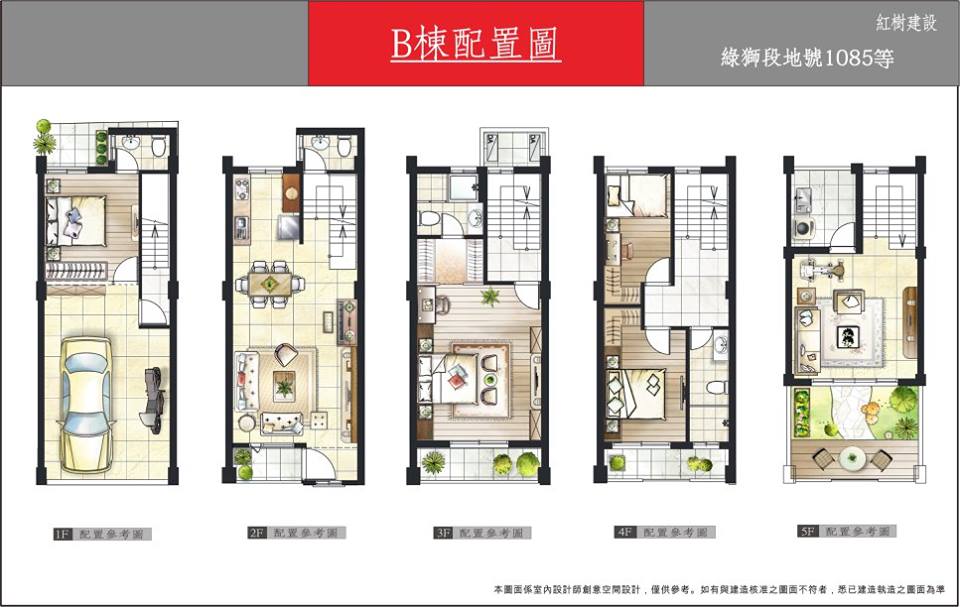 B棟配置圖
紅樹建設
綠獅段地號1085等
1F 配置參考圖
2F 配置參考圖
3F 配置參考圖
4F 配置參考圖
5F 配置參考圖
本圖面係室內設計師創意空間設計，僅供參考。如有與建造核准之圖面不符者，悉已建造執造之圖面為準